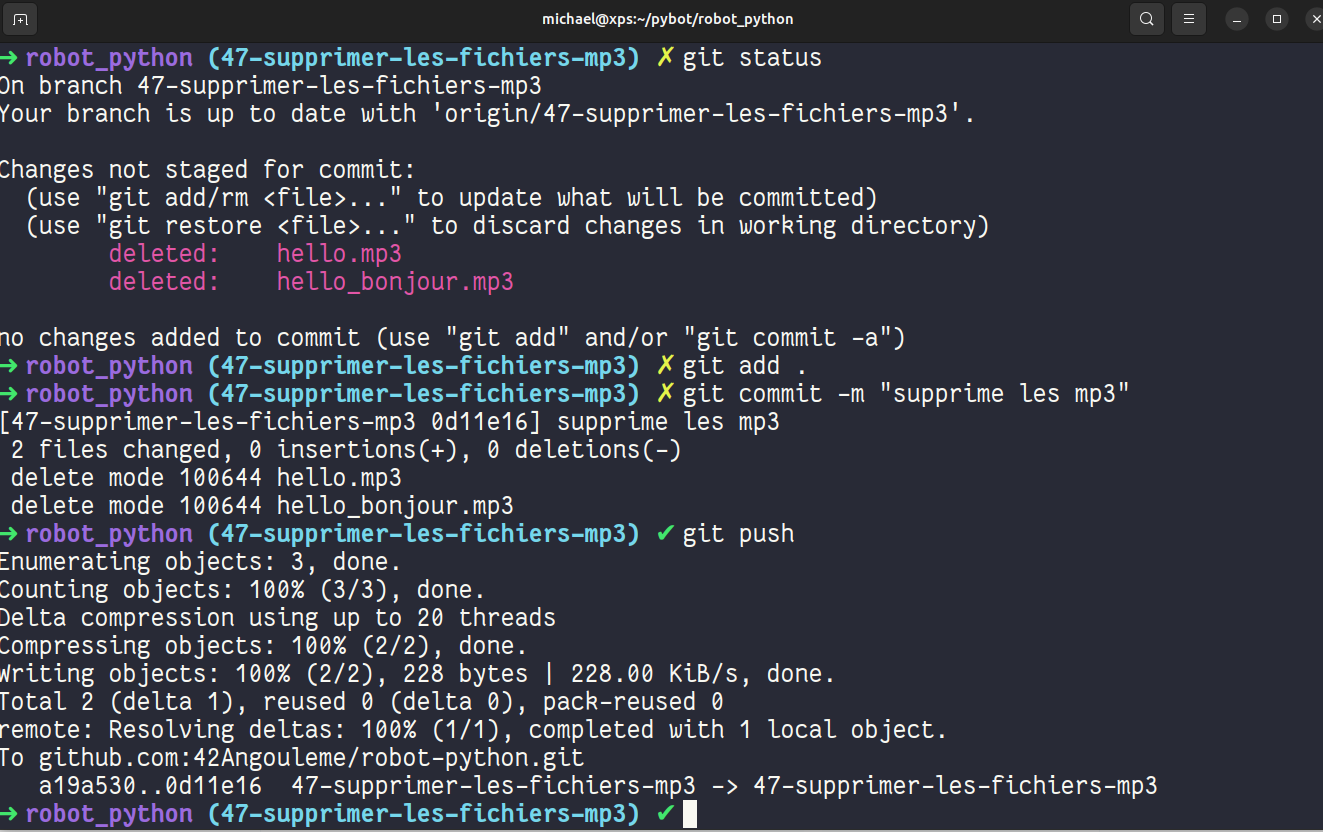 michael@xps:~/pybot/robot_python
➜ robot_python (47-supprimer-les-fichiers-mp3) ✗ git status
On branch 47-supprimer-les-fichiers-mp3
Your branch is up to date with 'origin/47-supprimer-les-fichiers-mp3'.
Changes not staged for commit:
  (use "git add/rm <file>..." to update what will be committed)
  (use "git restore <file>..." to discard changes in working directory)
        deleted:    hello.mp3
        deleted:    hello_bonjour.mp3
no changes added to commit (use "git add" and/or "git commit -a")
➜ robot_python (47-supprimer-les-fichiers-mp3) ✗ git add .
➜ robot_python (47-supprimer-les-fichiers-mp3) ✗ git commit -m "supprime les mp3"
[47-supprimer-les-fichiers-mp3 0d11e16] supprime les mp3
 2 files changed, 0 insertions(+), 0 deletions(-)
 delete mode 100644 hello.mp3
 delete mode 100644 hello_bonjour.mp3
➜ robot_python (47-supprimer-les-fichiers-mp3) ✔ git push
Enumerating objects: 3, done.
Counting objects: 100% (3/3), done.
Delta compression using up to 20 threads
Compressing objects: 100% (2/2), done.
Writing objects: 100% (2/2), 228 bytes | 228.00 KiB/s, done.
Total 2 (delta 1), reused 0 (delta 0), pack-reused 0
remote: Resolving deltas: 100% (1/1), completed with 1 local object.
To github.com:42Angouleme/robot-python.git
   a19a530..0d11e16  47-supprimer-les-fichiers-mp3 -> 47-supprimer-les-fichiers-mp3
➜ robot_python (47-supprimer-les-fichiers-mp3) ✔